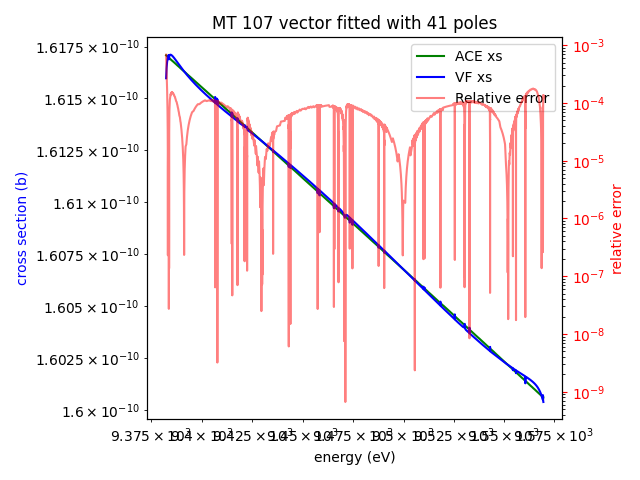 MT 107 vector fitted with 41 poles
ACE xs
VF xs
Relative error
cross section (b)
1.6175 × 10⁻¹⁰
1.615 × 10⁻¹⁰
1.6125 × 10⁻¹⁰
1.61 × 10⁻¹⁰
1.6075 × 10⁻¹⁰
1.605 × 10⁻¹⁰
1.6025 × 10⁻¹⁰
1.6 × 10⁻¹⁰
10⁻³
10⁻⁴
10⁻⁵
10⁻⁶
10⁻⁷
10⁻⁸
10⁻⁹
relative error
energy (eV)